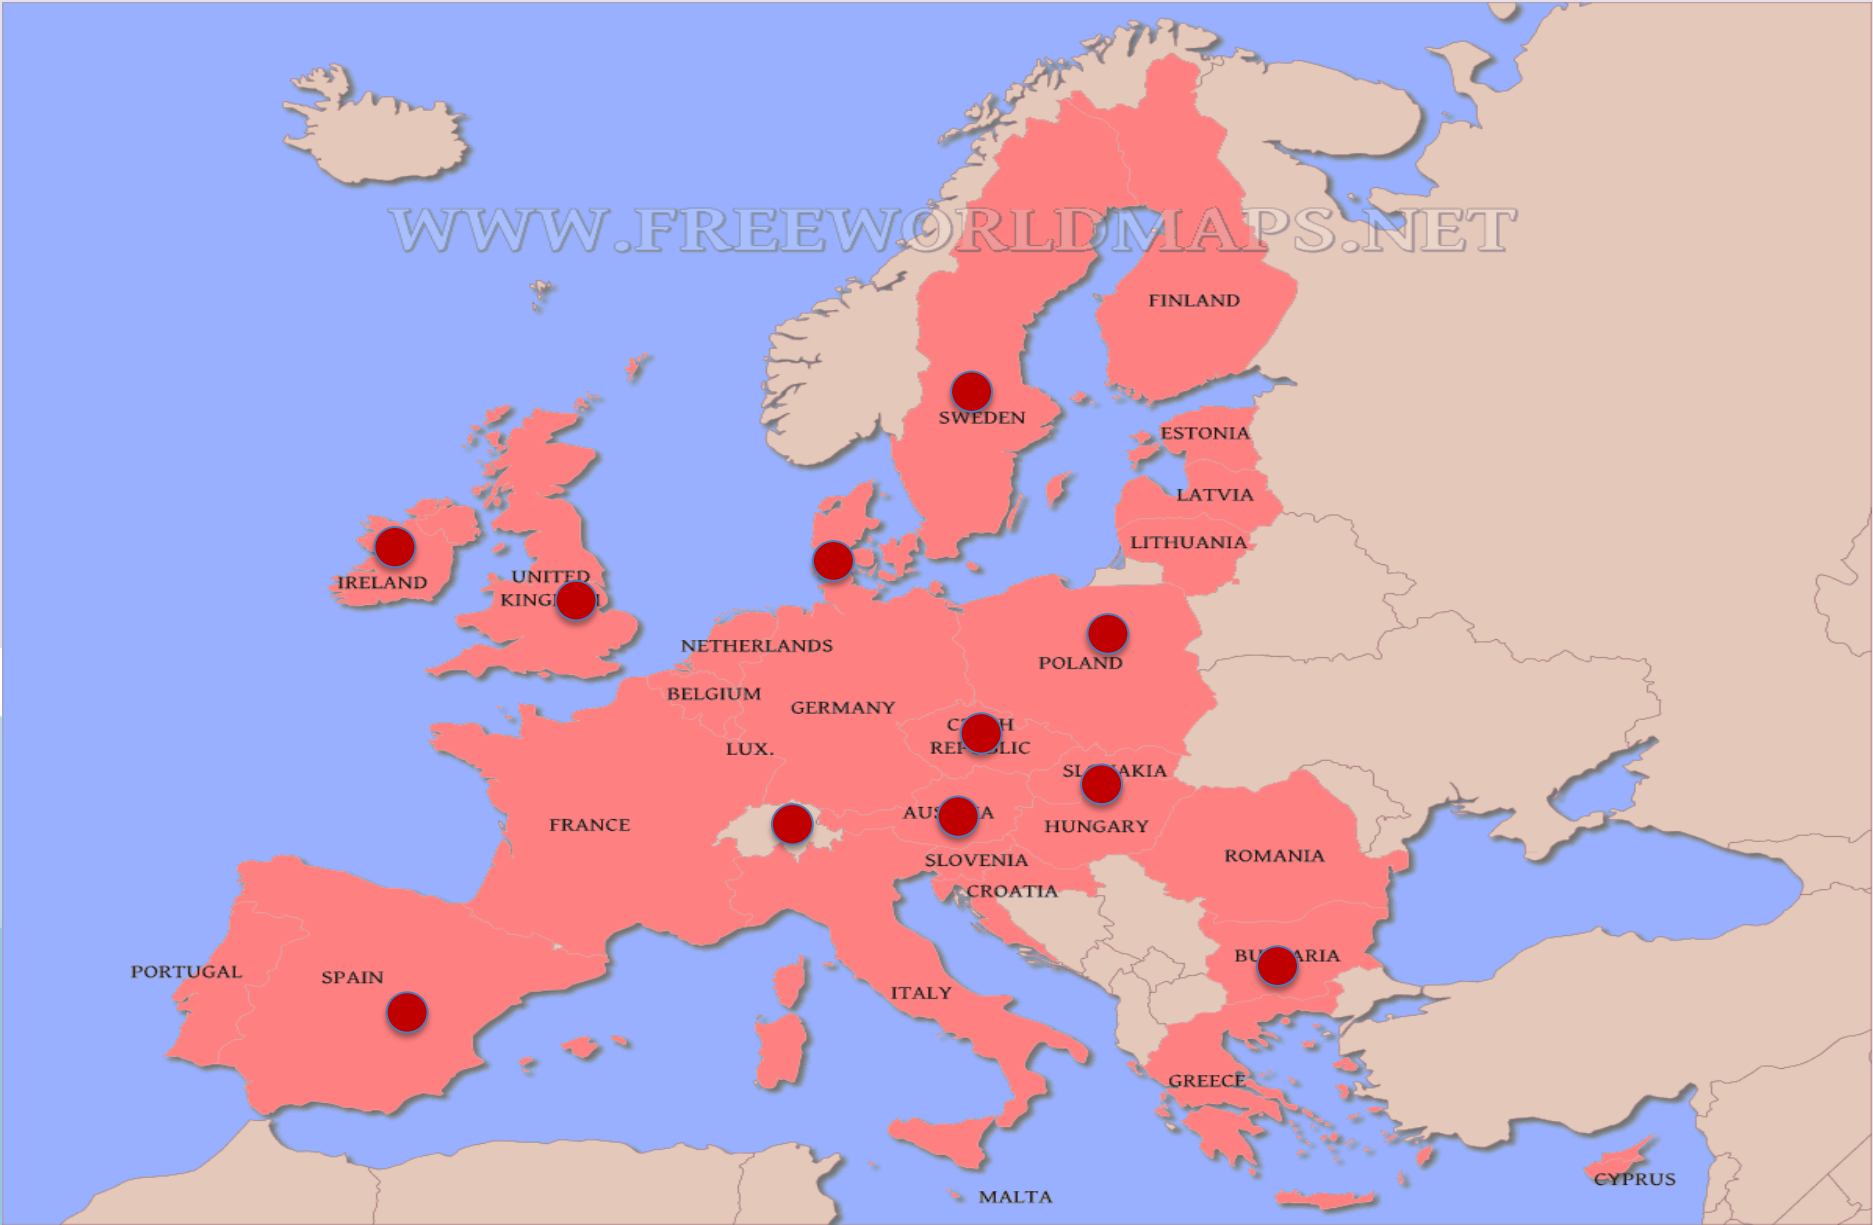 WWW.FREEWORLDMAPS.NET
FINLAND
SWEDEN
ESTONIA
LATVIA
LITHUANIA
IRELAND
UNITED
NETHERLANDS
POLAND
BELGIUM
GERMANY
LUX.
FRANCE
HUNGARY
SLOVENIA
CROATIA
ROMANIA
PORTUGAL
SPAIN
ITALY
GREECE
MALTA
CYPRUS